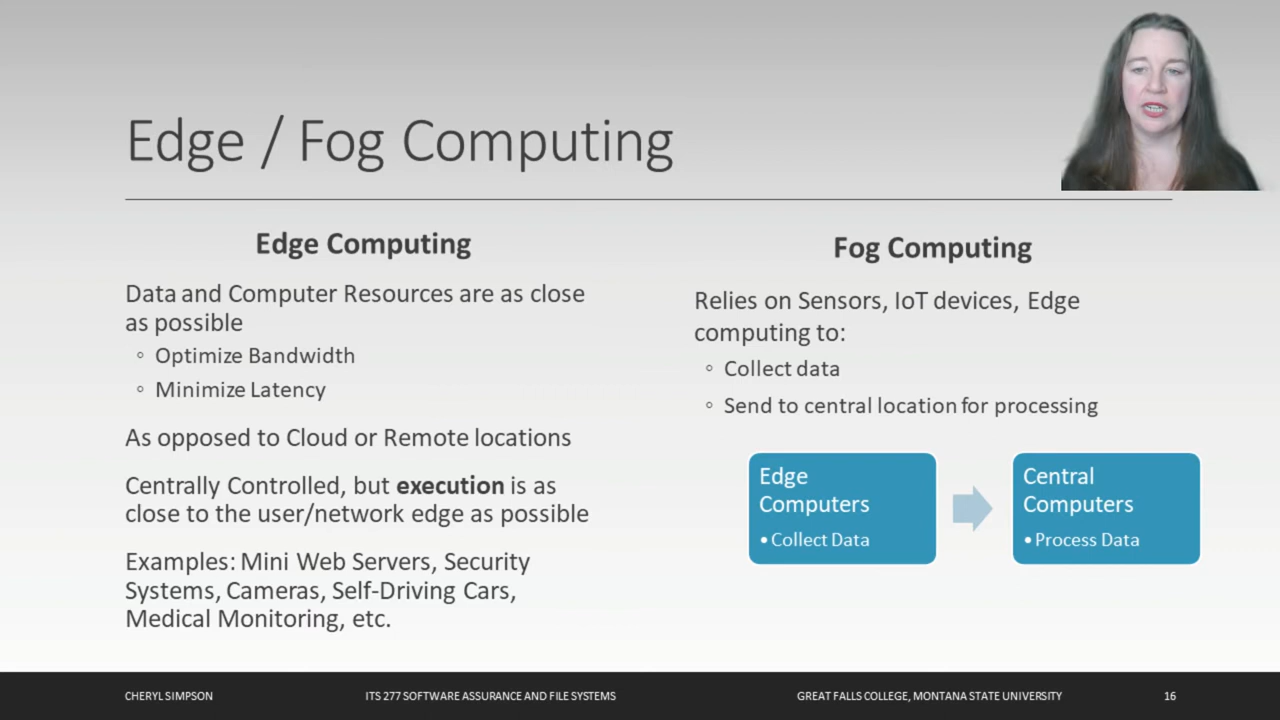 Edge / Fog Computing
Edge Computing
Data and Computer Resources are as close
as possible
◦ Optimize Bandwidth
◦ Minimize Latency
As opposed to Cloud or Remote locations
Centrally Controlled, but execution is as
close to the user/network edge as possible
Examples: Mini Web Servers, Security
Systems, Cameras, Self-Driving Cars,
Medical Monitoring, etc.
Fog Computing
Relies on Sensors, IoT devices, Edge
computing to:
◦ Collect data
◦ Send to central location for processing
Edge
Computers
• Collect Data
Central
Computers
• Process Data
CHERYL SIMPSON
ITS 277 SOFTWARE ASSURANCE AND FILE SYSTEMS
GREAT FALLS COLLEGE, MONTANA STATE UNIVERSITY
16